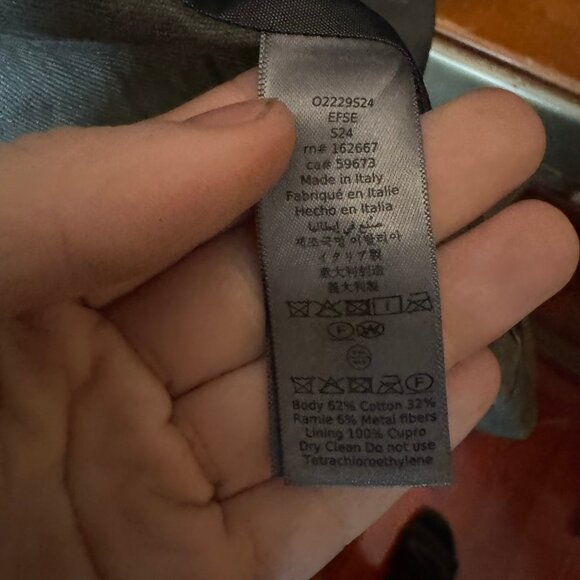 O2229S24
EFSE
S24
rn# 162667
ca# 59673
Made in Italy
Fabriqué en Italie
Hecho en Italia
صنع في إيطاليا
제조국명 이탈리아
イタリア製
意大利制造
義大利製
F W
F
Body 62% Cotton 32%
Ramie 6% Metal fibers
Lining 100% Cupro
Dry Clean Do not use
Tetrachloroethylene